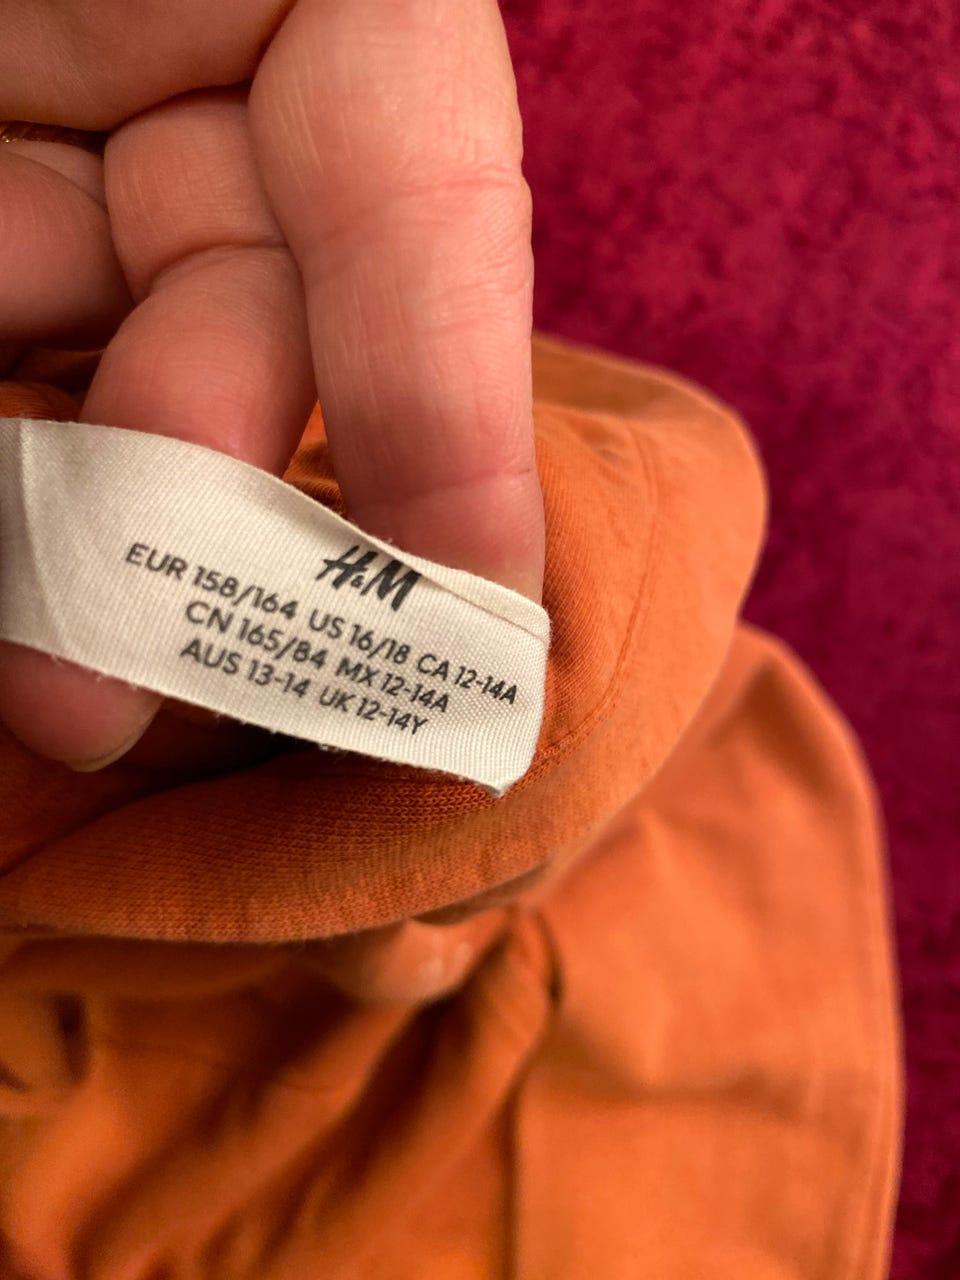 H&M
EUR 158/164 US 16/18 CA 12-14A
CN 165/84 MX 12-14A
AUS 13-14 UK 12-14Y